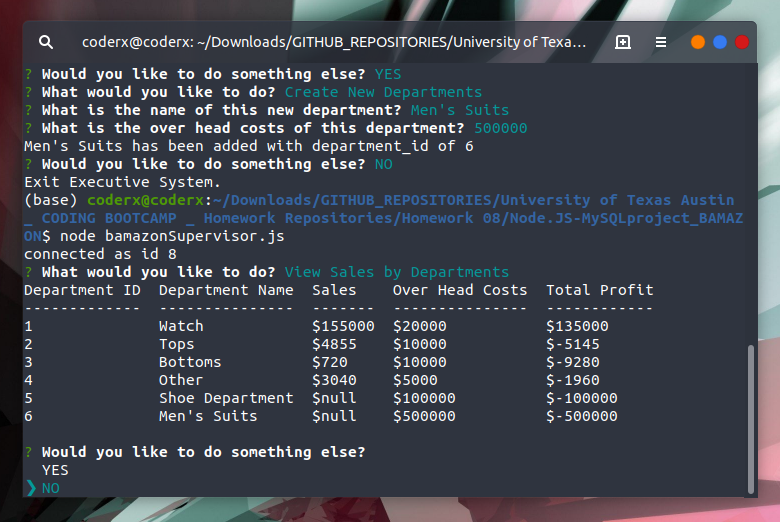 coderx@coderx: ~/Downloads/GITHUB_REPOSITORIES/University of Texa...
? Would you like to do something else? YES
? What would you like to do? Create New Departments
? What is the name of this new department? Men's Suits
? What is the over head costs of this department? 500000
Men's Suits has been added with department_id of 6
? Would you like to do something else? NO
Exit Executive System.
(base) coderx@coderx:~/Downloads/GITHUB_REPOSITORIES/University of Texas Austin
_ CODING BOOTCAMP _ Homework Repositories/Homework 08/Node.JS-MySQLproject_BAMAZ
ON$ node bamazonSupervisor.js
connected as id 8
? What would you like to do? View Sales by Departments
Department ID  Department Name  Sales    Over Head Costs  Total Profit
-------------  ---------------  -------  ---------------  ------------
1              Watch            $155000  $20000           $135000
2              Tops             $4855    $10000           $-5145
3              Bottoms          $720     $10000           $-9280
4              Other            $3040    $5000            $-1960
5              Shoe Department  $null    $100000          $-100000
6              Men's Suits      $null    $500000          $-500000
? Would you like to do something else?
  YES
❯ NO